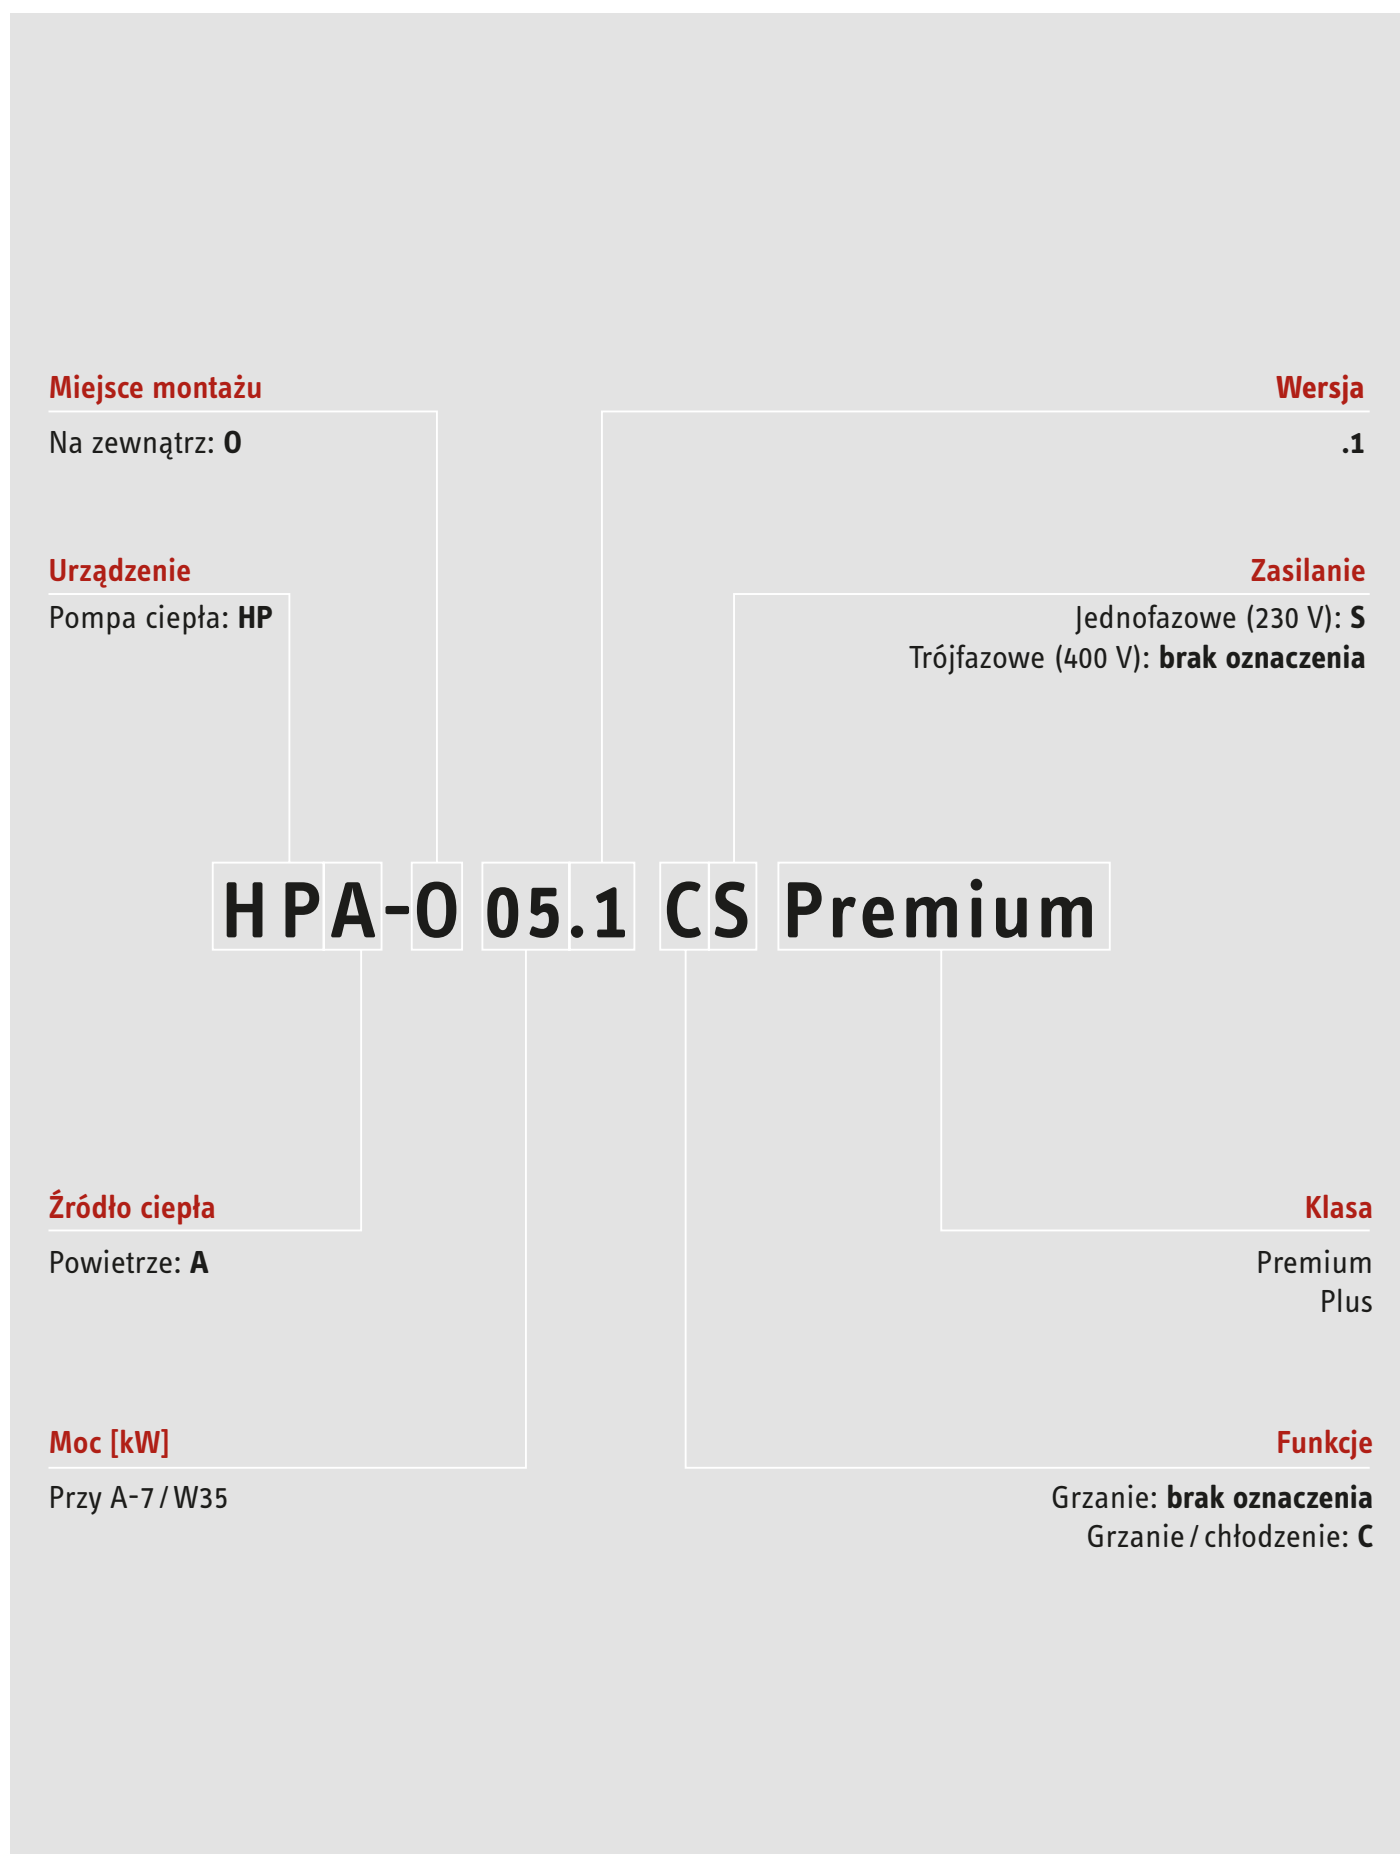 Miejsce montażu
Na zewnątrz: O
Wersja
.1
Urządzenie
Pompa ciepła: HP
Zasilanie
Jednofazowe (230 V): S
Trójfazowe (400 V): brak oznaczenia
HPA-O 05.1 CS Premium
Źródło ciepła
Powietrze: A
Klasa
Premium
Plus
Moc [kW]
Przy A-7 / W35
Funkcje
Grzanie: brak oznaczenia
Grzanie / chłodzenie: C